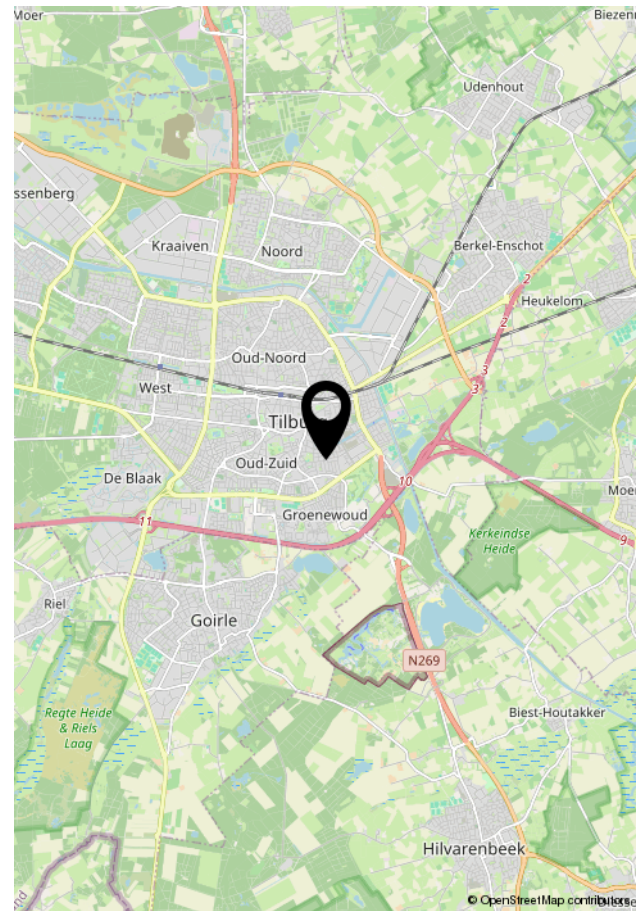 Moer
Biezenm
Udenhout
ssenberg
Kraaiven
Noord
Berkel-Enschot
2
Heukelom
2
Oud-Noord
3
West
3
Tilbu
Oud-Zuid
De Blaak
10
Moer
Groenewoud
11
Kerkeindse
Heide
9
Riel
Goirle
N269
Regte Heide
& Riels
Laag
Biest-Houtakker
Hilvarenbeek
© OpenStreetMap contributors